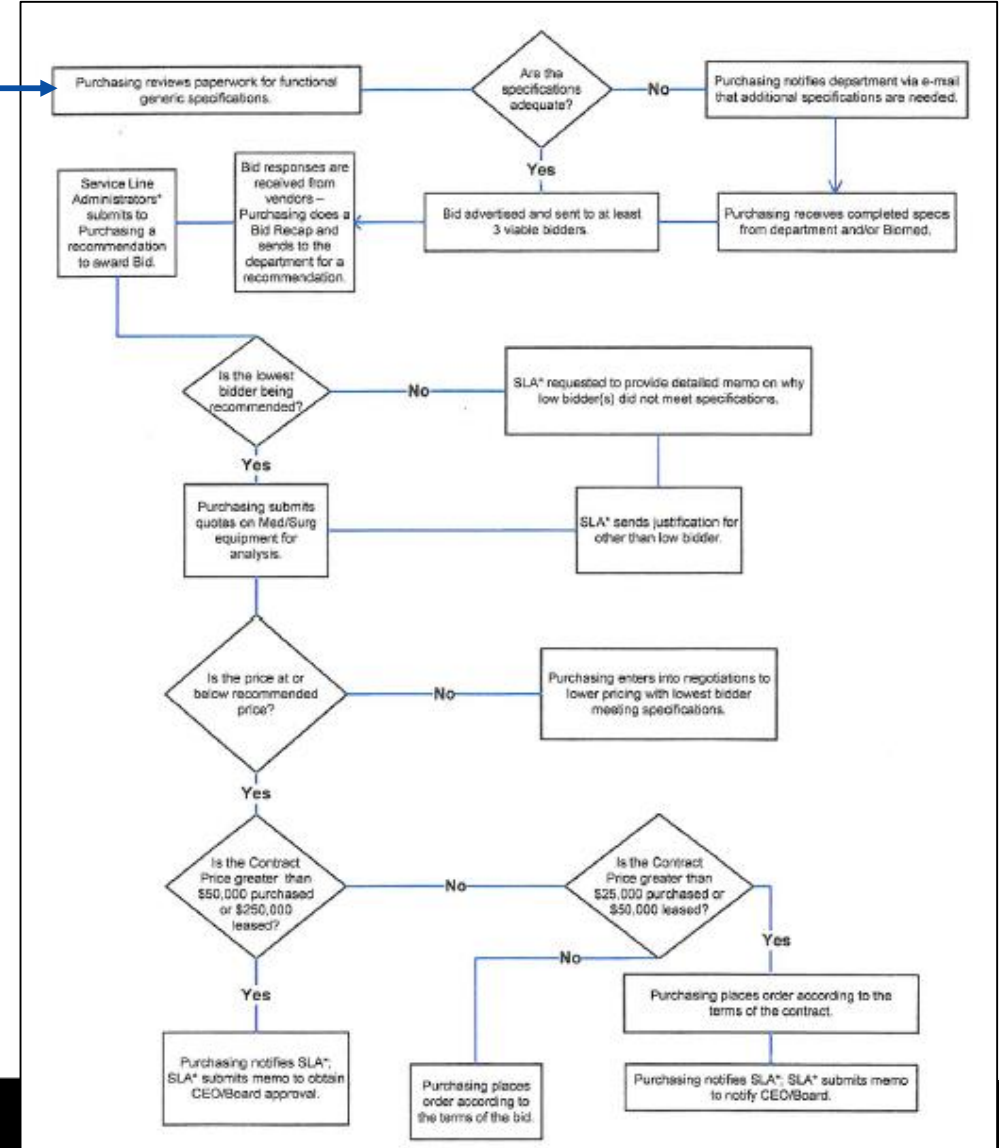 Purchasing reviews paperwork for functional
generic specifications.
Are the
specifications
adequate?
No
Purchasing notifies department via e-mail
that additional specifications are needed.
Yes
Service Line
Administrators*
submits to
Purchasing a
recommendation
to award Bid.
Bid responses are
received from
vendors –
Purchasing does a
Bid Recap and
sends to the
department for a
recommendation.
Bid advertised and sent to at least
3 viable bidders.
Purchasing receives completed specs
from department and/or Biomed.
Is the lowest
bidder being
recommended?
No
SLA* requested to provide detailed memo on why
low bidder(s) did not meet specifications.
Yes
Purchasing submits
quotes on Med/Surg
equipment for
analysis.
SLA* sends justification for
other than low bidder.
Is the price at or
below recommended
price?
No
Purchasing enters into negotiations to
lower pricing with lowest bidder
meeting specifications.
Yes
Is the Contract
Price greater than
$50,000 purchased
or $250,000
leased?
No
Is the Contract
Price greater than
$25,000 purchased or
$50,000 leased?
Yes
No
Yes
Purchasing places order according to the
terms of the contract.
Purchasing notifies SLA*;
SLA* submits memo to obtain
CEO/Board approval.
Purchasing places
order according to
the terms of the bid.
Purchasing notifies SLA*; SLA* submits memo
to notify CEO/Board.